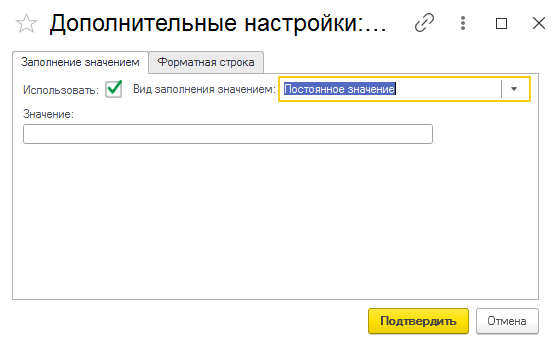 Дополнительные настройки:...
Заполнение значением Форматная строка
Использовать: Вид заполнения значением: Постоянное значение
Значение:
Подтвердить Отмена